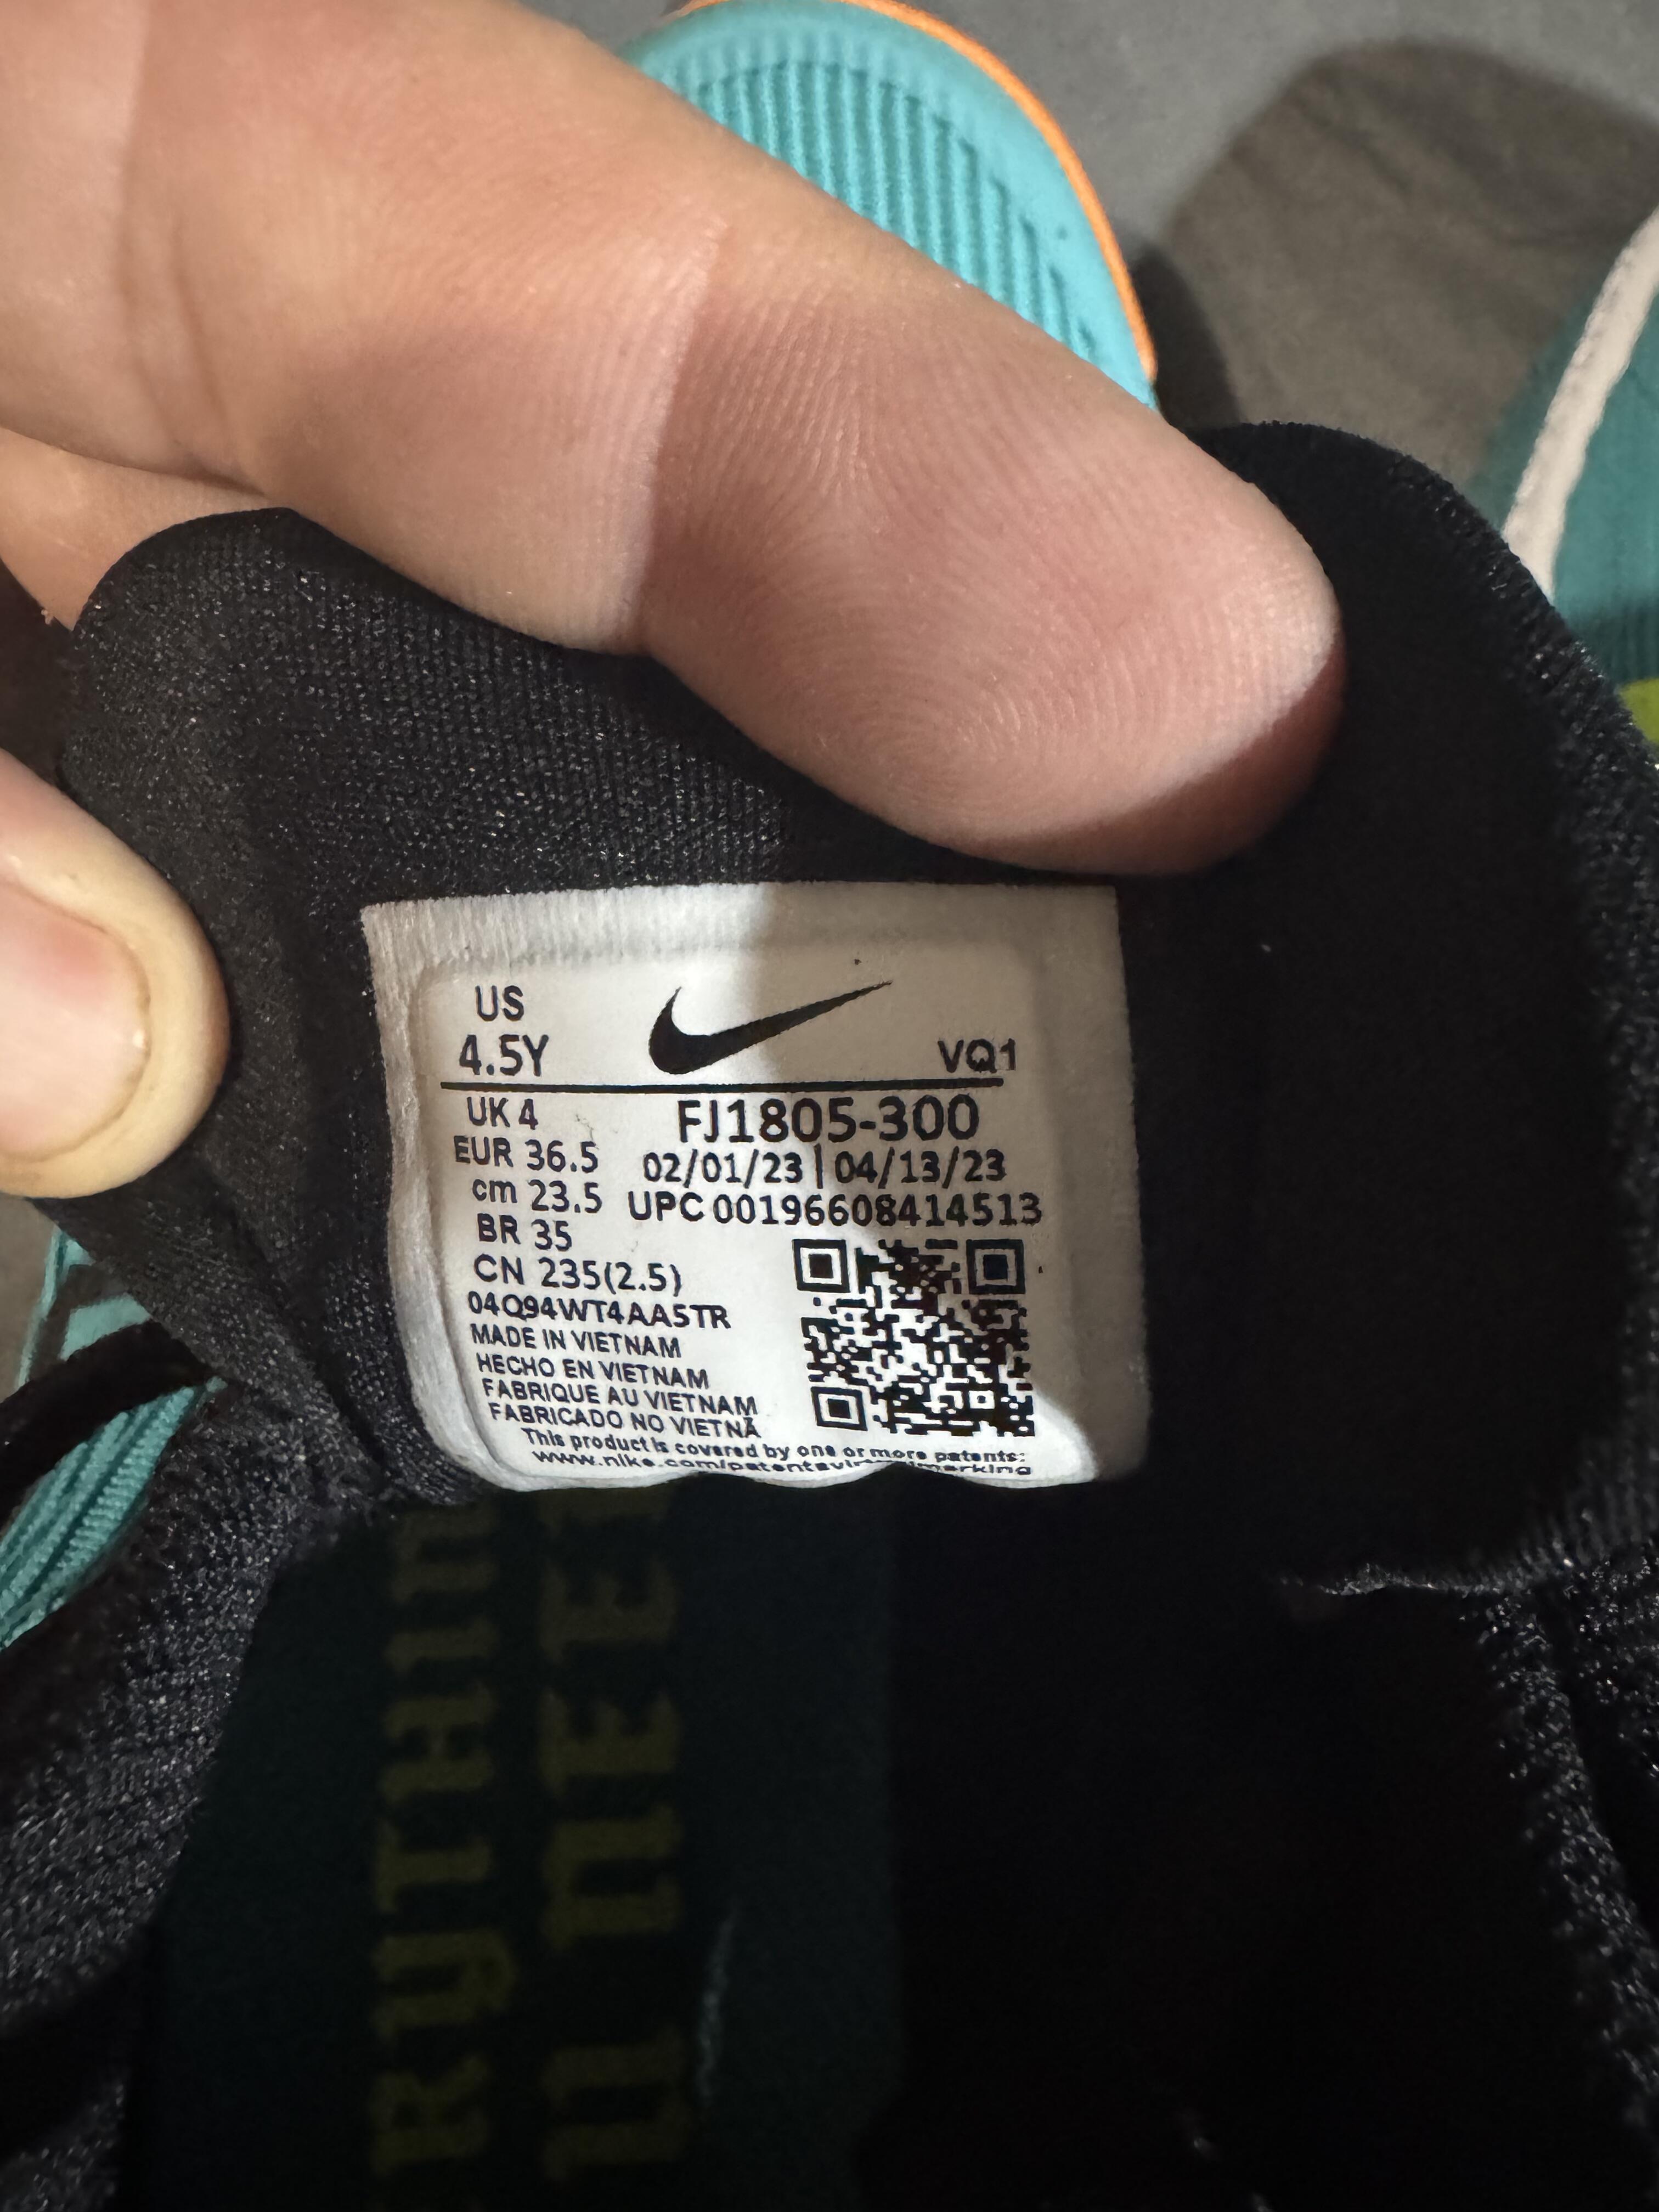 US
4.5Y
VQ1
UK 4
FJ1805-300
EUR 36.5
02/01/23 | 04/13/23
cm 23.5
UPC 00196608414513
BR 35
CN 235(2.5)
04Q94WT4AA5TR
MADE IN VIETNAM
HECHO EN VIETNAM
FABRIQUE AU VIETNAM
FABRICADO NO VIETNÃ
This product is covered by one or more patents: